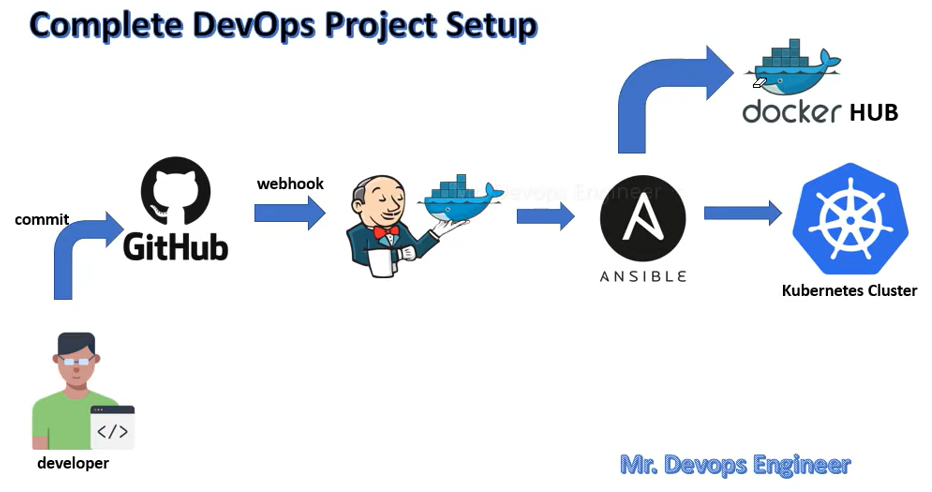 Complete DevOps Project Setup
docker HUB
webhook
Devops Engineer
commit
GitHub
ANSIBLE
Kubernetes Cluster
</>
developer
Mr. Devops Engineer